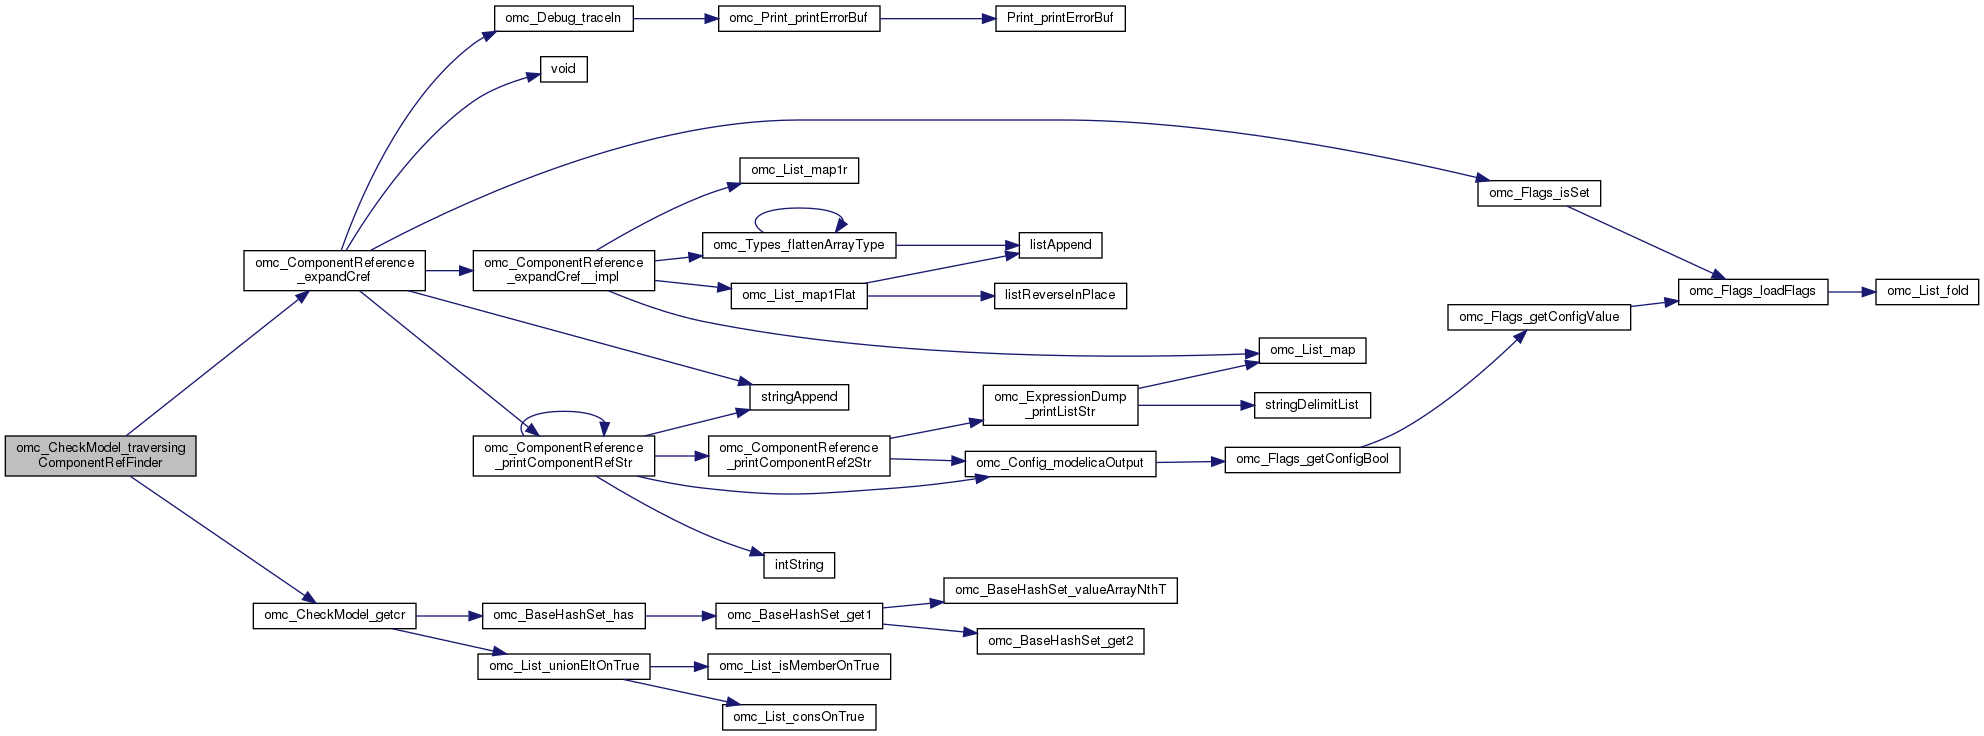 omc_Debug_traceIn
omc_Print_printErrorBuf
Print_printErrorBuf
void
omc_List_map1r
omc_Flags_isSet
omc_Types_flattenArrayType
listAppend
omc_ComponentReference
_expandCref
omc_ComponentReference
_expandCref__impl
omc_List_map1Flat
listReverseInPlace
omc_Flags_loadFlags
omc_List_fold
omc_Flags_getConfigValue
omc_List_map
stringAppend
omc_ExpressionDump
_printListStr
stringDelimitList
omc_CheckModel_traversing
ComponentRefFinder
omc_ComponentReference
_printComponentRefStr
omc_ComponentReference
_printComponentRef2Str
omc_Config_modelicaOutput
omc_Flags_getConfigBool
intString
omc_BaseHashSet_valueArrayNthT
omc_CheckModel_getcr
omc_BaseHashSet_has
omc_BaseHashSet_get1
omc_BaseHashSet_get2
omc_List_unionEltOnTrue
omc_List_isMemberOnTrue
omc_List_consOnTrue